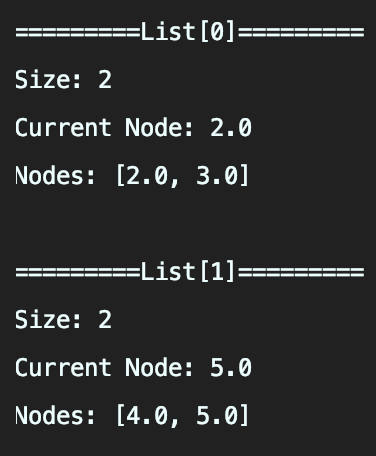 =========List[0]=========
Size: 2
Current Node: 2.0
Nodes: [2.0, 3.0]
=========List[1]=========
Size: 2
Current Node: 5.0
Nodes: [4.0, 5.0]